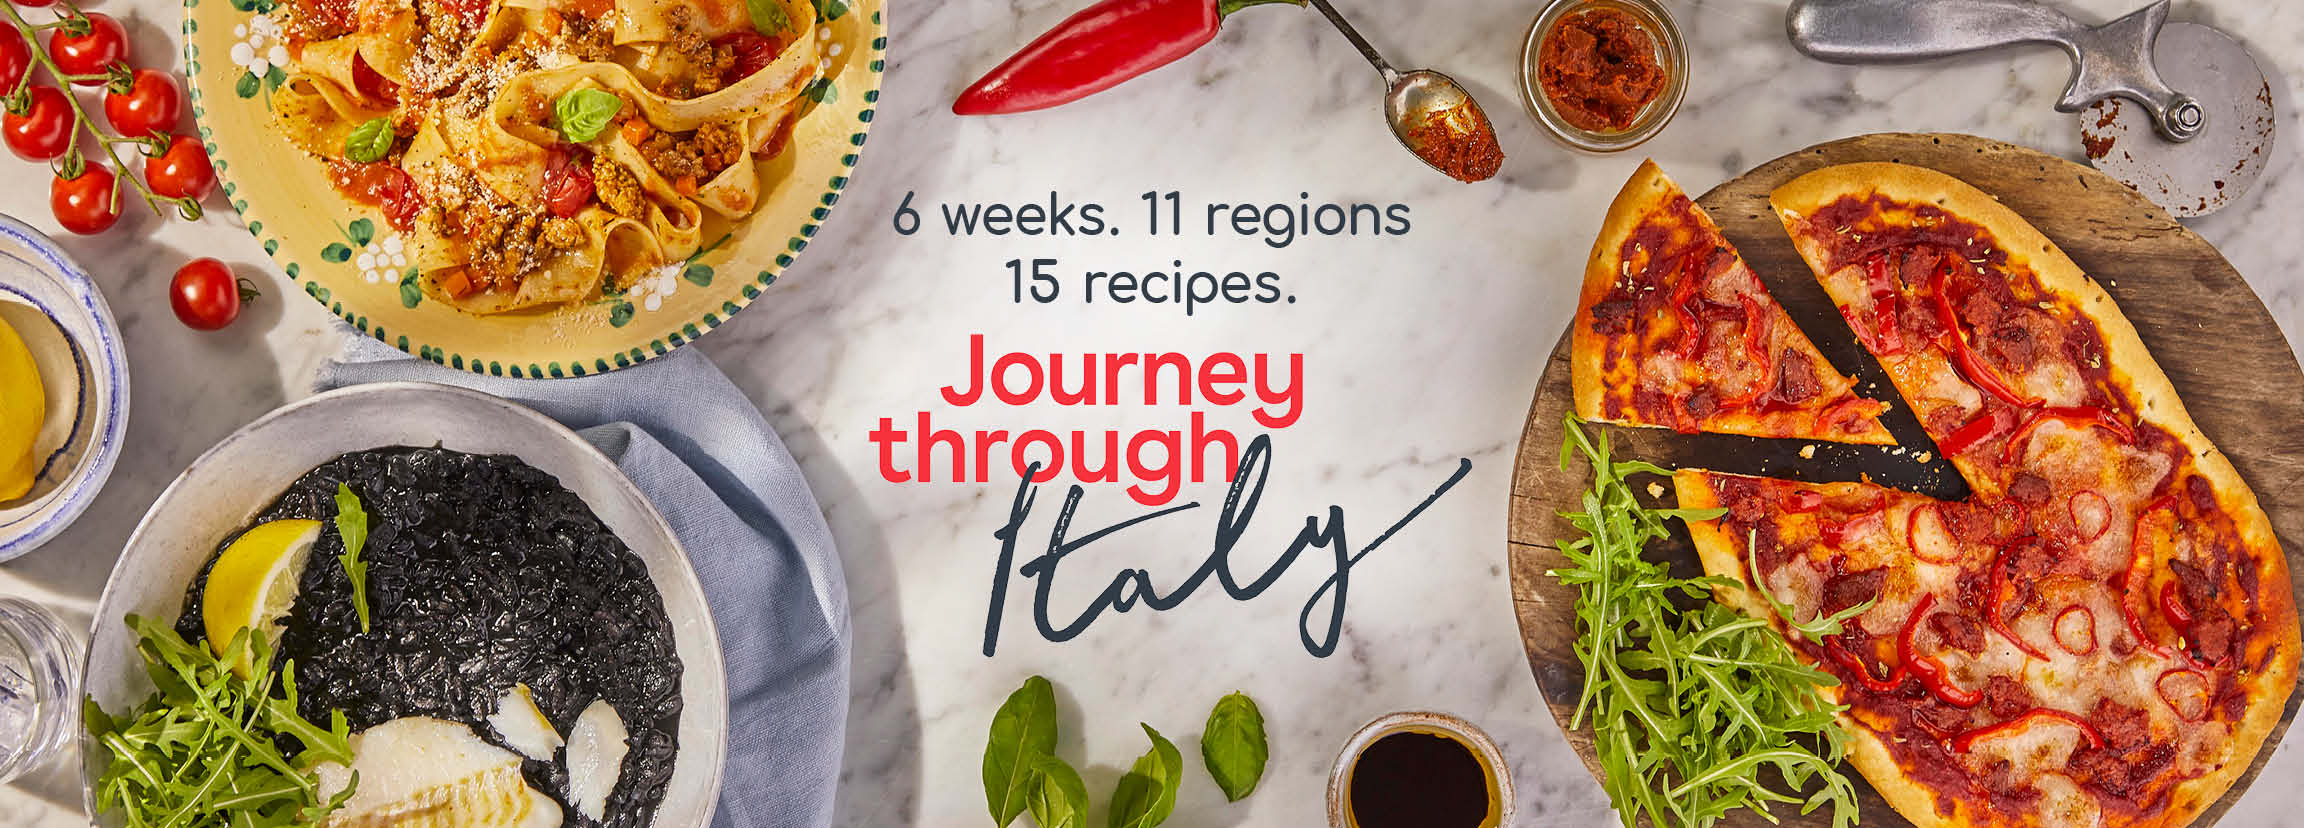 6 weeks. 11 regions
15 recipes.
Journey
through
Italy